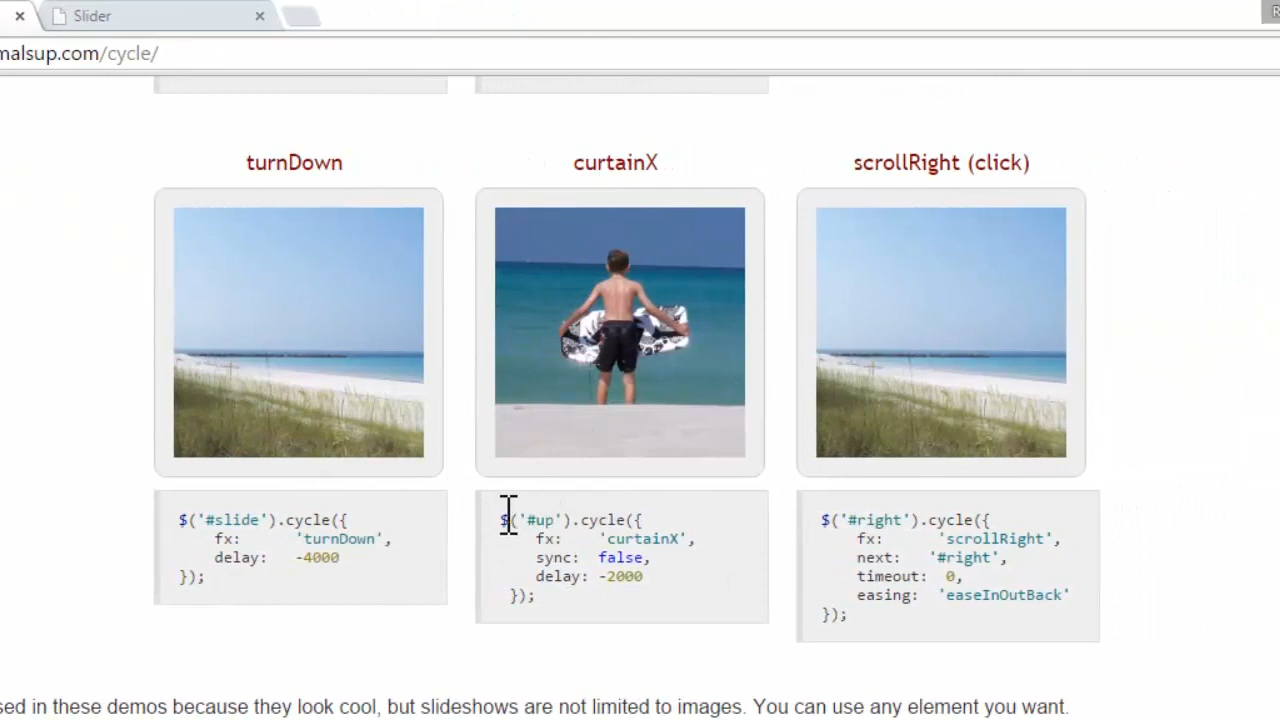 Slider
malsup.com/cycle/
turnDown
curtainX
scrollRight (click)
$('#slide').cycle({
fx: 'turnDown',
delay: -4000
});
$('#up').cycle({
fx: 'curtainX',
sync: false,
delay: -2000
});
$('#right').cycle({
fx: 'scrollRight',
next: '#right',
timeout: 0,
easing: 'easeInOutBack'
});
sed in these demos because they look cool, but slideshows are not limited to images. You can use any element you want.